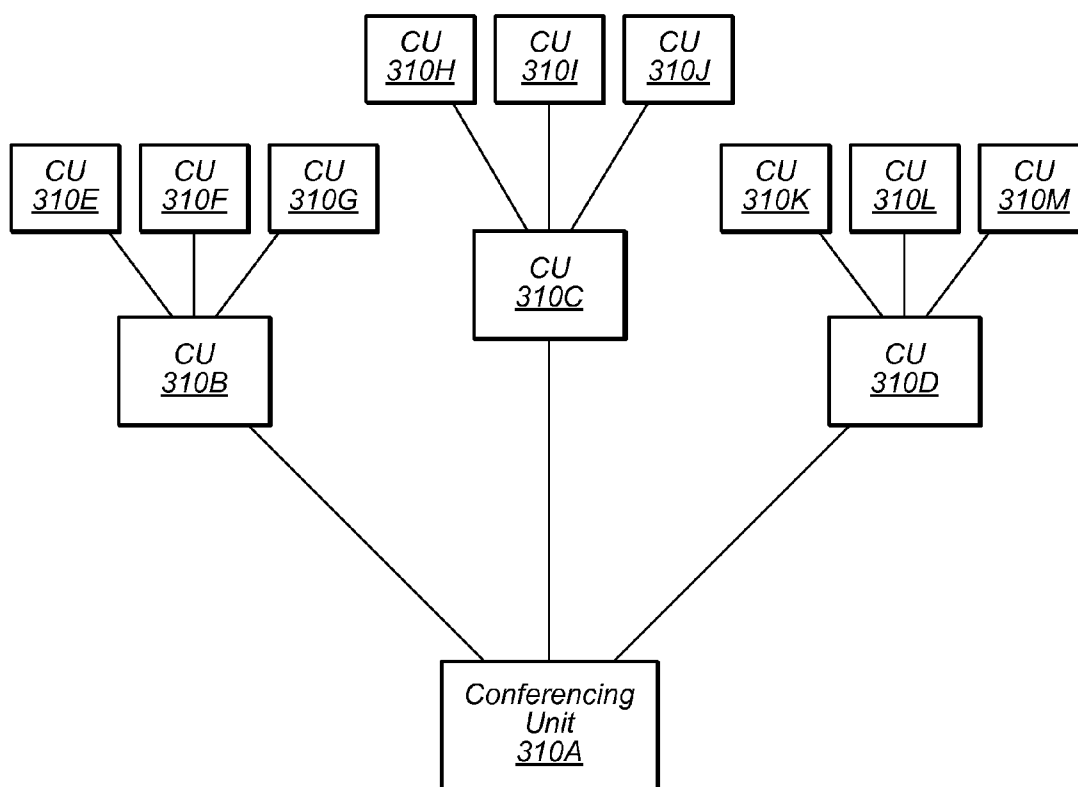 CU
310H
CU
310I
CU
310J
CU
310E
CU
310F
CU
310G
CU
310K
CU
310L
CU
310M
CU
310C
CU
310B
CU
310D
Conferencing
Unit
310A